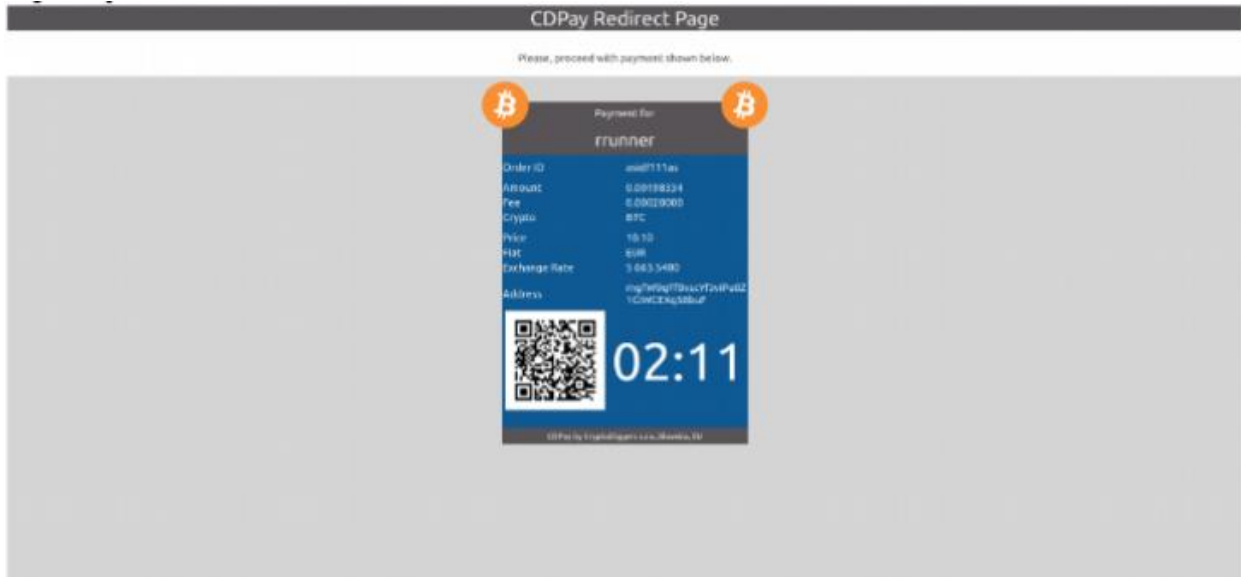 CDPay Redirect Page
Please, proceed with payment shown below.
Payment for
rrunner
Order ID
Amount 0.00198334
Fee 0.00020000
Crypto BTC
Price 10.10
Fiat EUR
Exchange Rate
Address
02:11